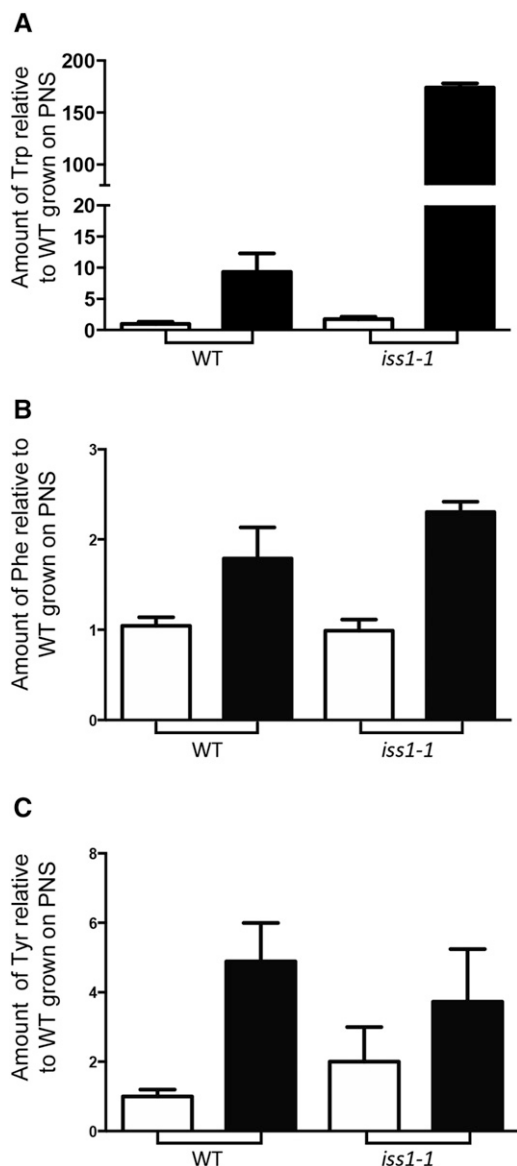 A
Amount of Trp relative
to WT grown on PNS
200
150
100
20
15
10
5
0
WT
iss1-1
B
Amount of Phe relative to
WT grown on PNS
3
2
1
0
WT
iss1-1
C
Amount of Tyr relative
to WT grown on PNS
8
6
4
2
0
WT
iss1-1